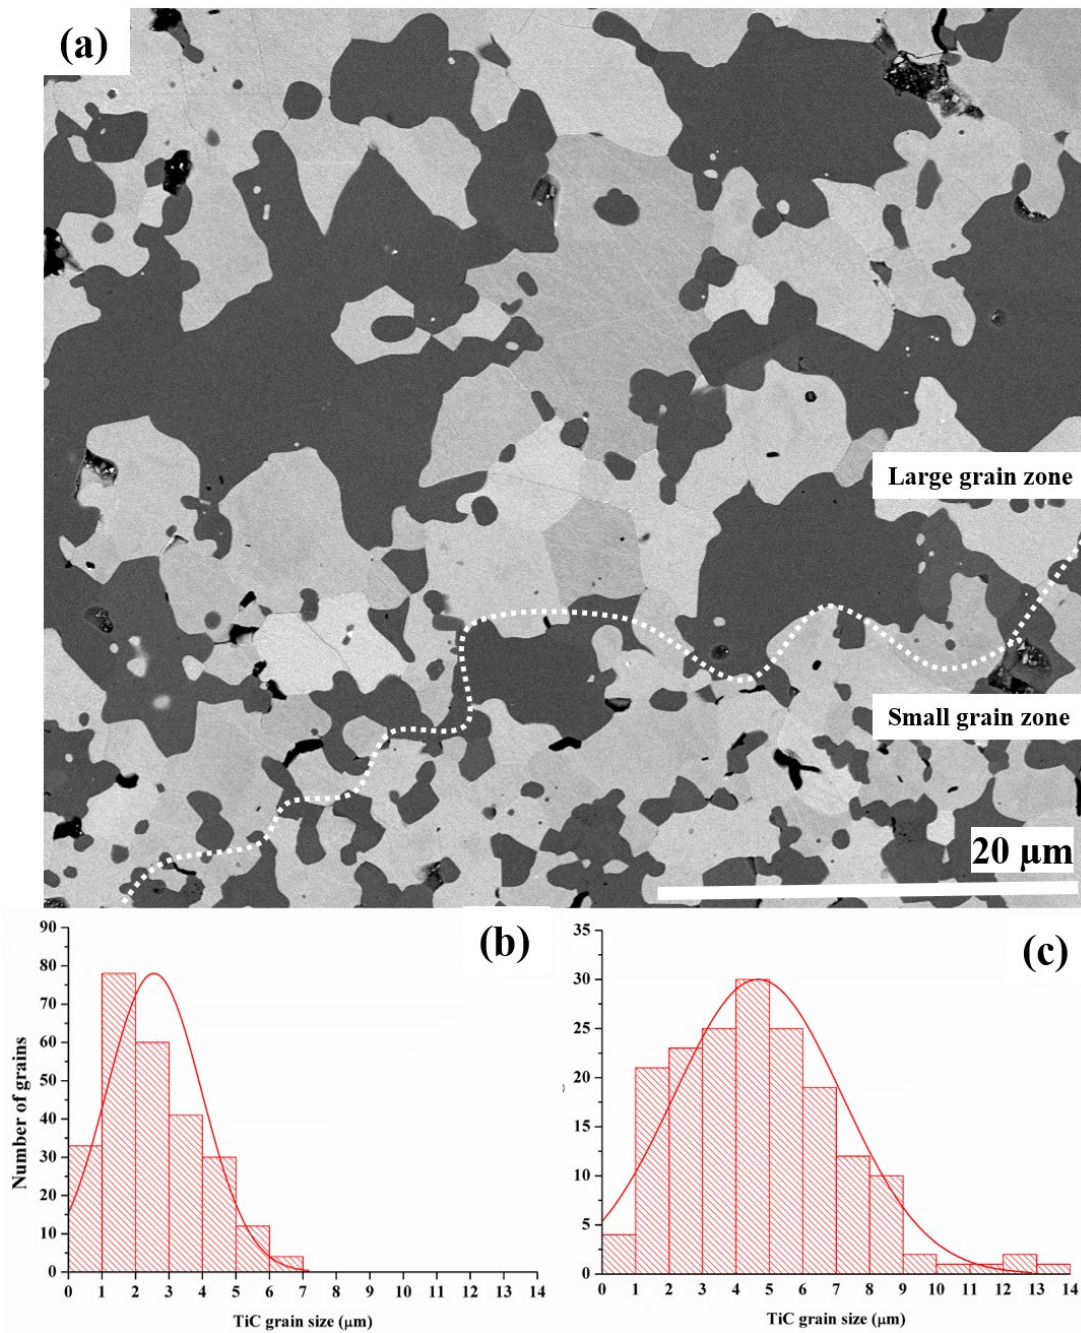 (a)
Large grain zone
Small grain zone
20 µm
(b)
90
80
70
60
50
40
30
20
10
0
Number of grains
0 1 2 3 4 5 6 7 8 9 10 11 12 13 14
TiC grain size (µm)
(c)
35
30
25
20
15
10
5
0
0 1 2 3 4 5 6 7 8 9 10 11 12 13 14
TiC grain size (µm)